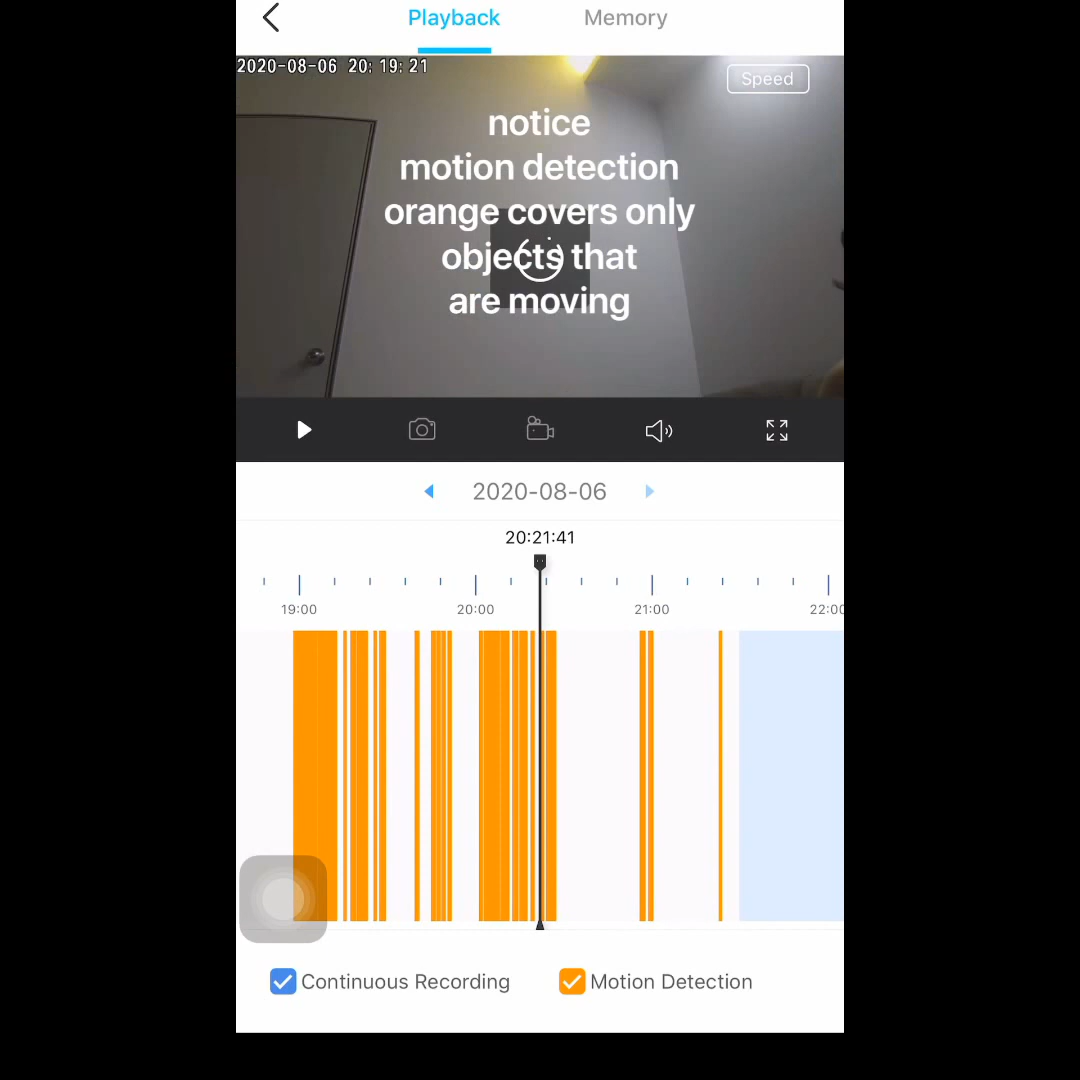 Playback Memory
2020-08-06 20: 19: 21
Speed
notice
motion detection
orange covers only
objects that
are moving
2020-08-06
20:21:41
19:00 20:00 21:00 22:00
Continuous Recording Motion Detection